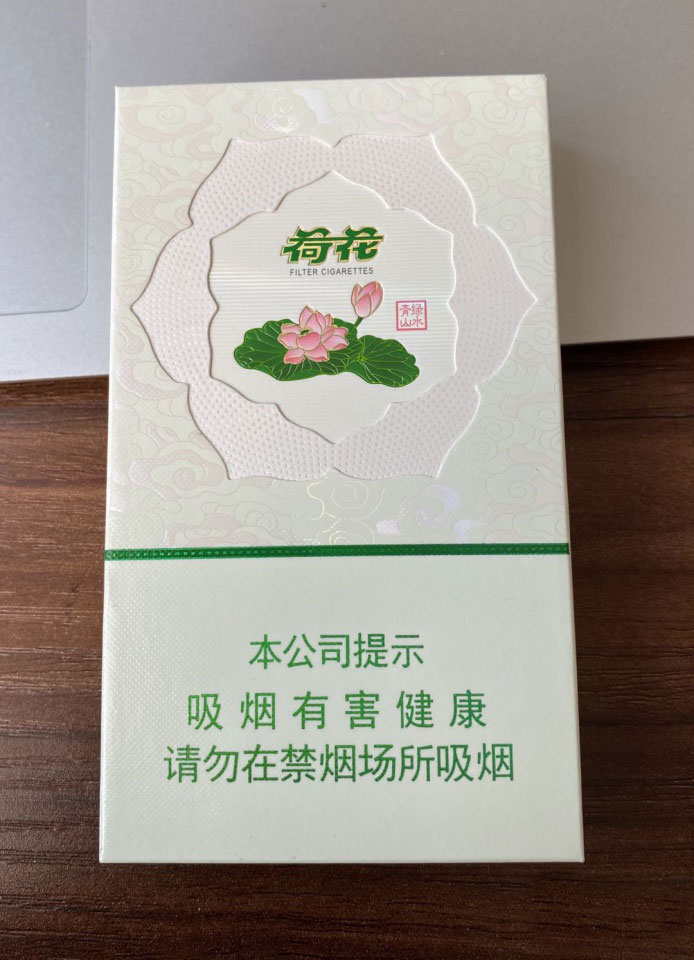 荷花
FILTER CIGARETTES
绿水
青山
本公司提示
吸烟有害健康
请勿在禁烟场所吸烟